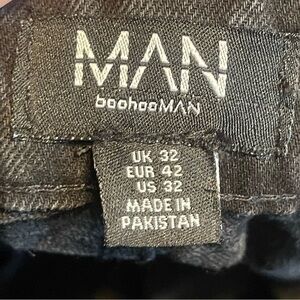 MAN
boohooMAN
UK 32
EUR 42
US 32
MADE IN
PAKISTAN